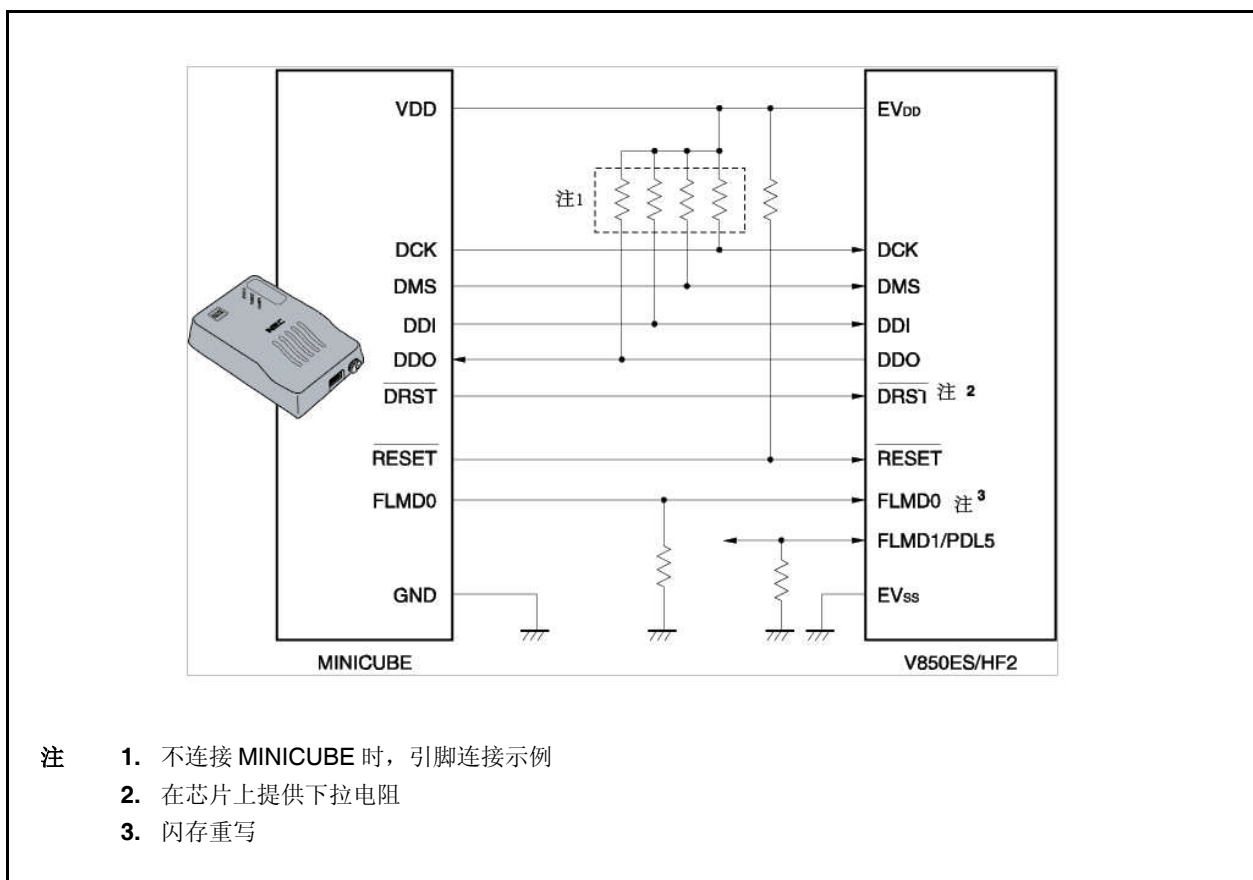 VDD
EVDD
注1
DCK
DCK
DMS
DMS
DDI
DDI
DDO
DDO
DRST
DRST 注 2
RESET
RESET
FLMD0
FLMD0 注 3
FLMD1/PDL5
GND
EVss
NEC
MINICUBE
V850ES/HF2
注 1. 不连接 MINICUBE 时，引脚连接示例
2. 在芯片上提供下拉电阻
3. 闪存重写